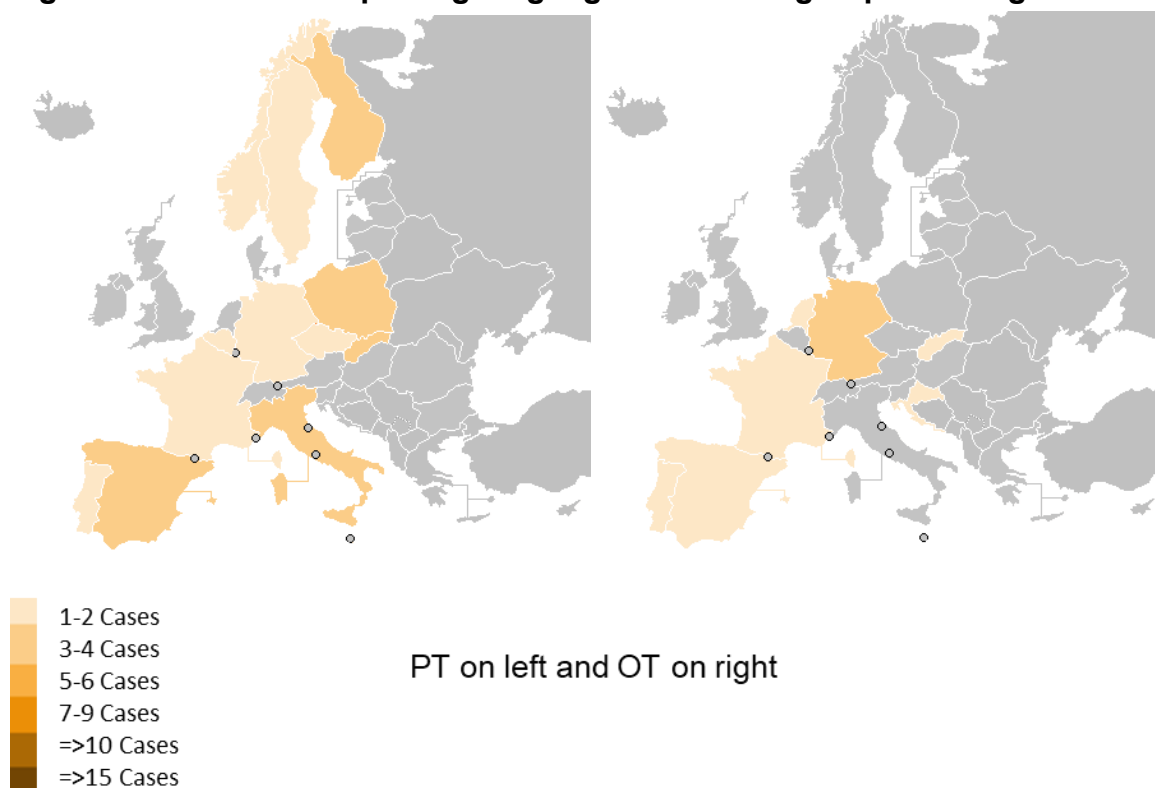 1-2 Cases
3-4 Cases
5-6 Cases
7-9 Cases
=>10 Cases
=>15 Cases
PT on left and OT on right